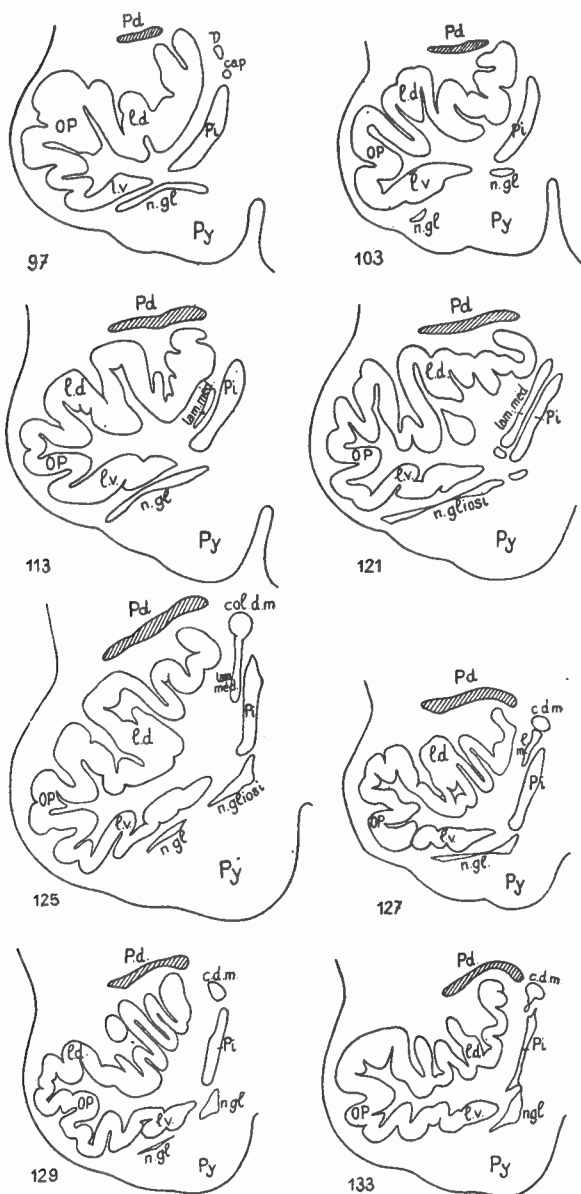 Pd
D
cap
OP
l.d
Pi
l.v.
n.gl
Py
97
Pd
l.d
Pi
OP
l.v
n.gl
n.gl
Py
103
Pd
l.d
lam.med
Pi
OP
l.v.
n.gl
Py
113
Pd
l.d
lam.med
Pi
OP
l.v.
n.gliosi
Py
121
Pd
col.d.m
lam.
med.
Pi
l.d
OP
l.v.
n.gl
n.gliosi
Py
125
Pd
c.d.m
l.
m.
l.d
Pi
OP
l.v.
n.gl.
Py
127
P.d.
c.d.m.
l.d.
Pi
OP
l.v.
n.gl
n.gl
Py
129
Pd.
c.d.m.
l.d.
Pi
OP
l.v.
ngl
Py
133